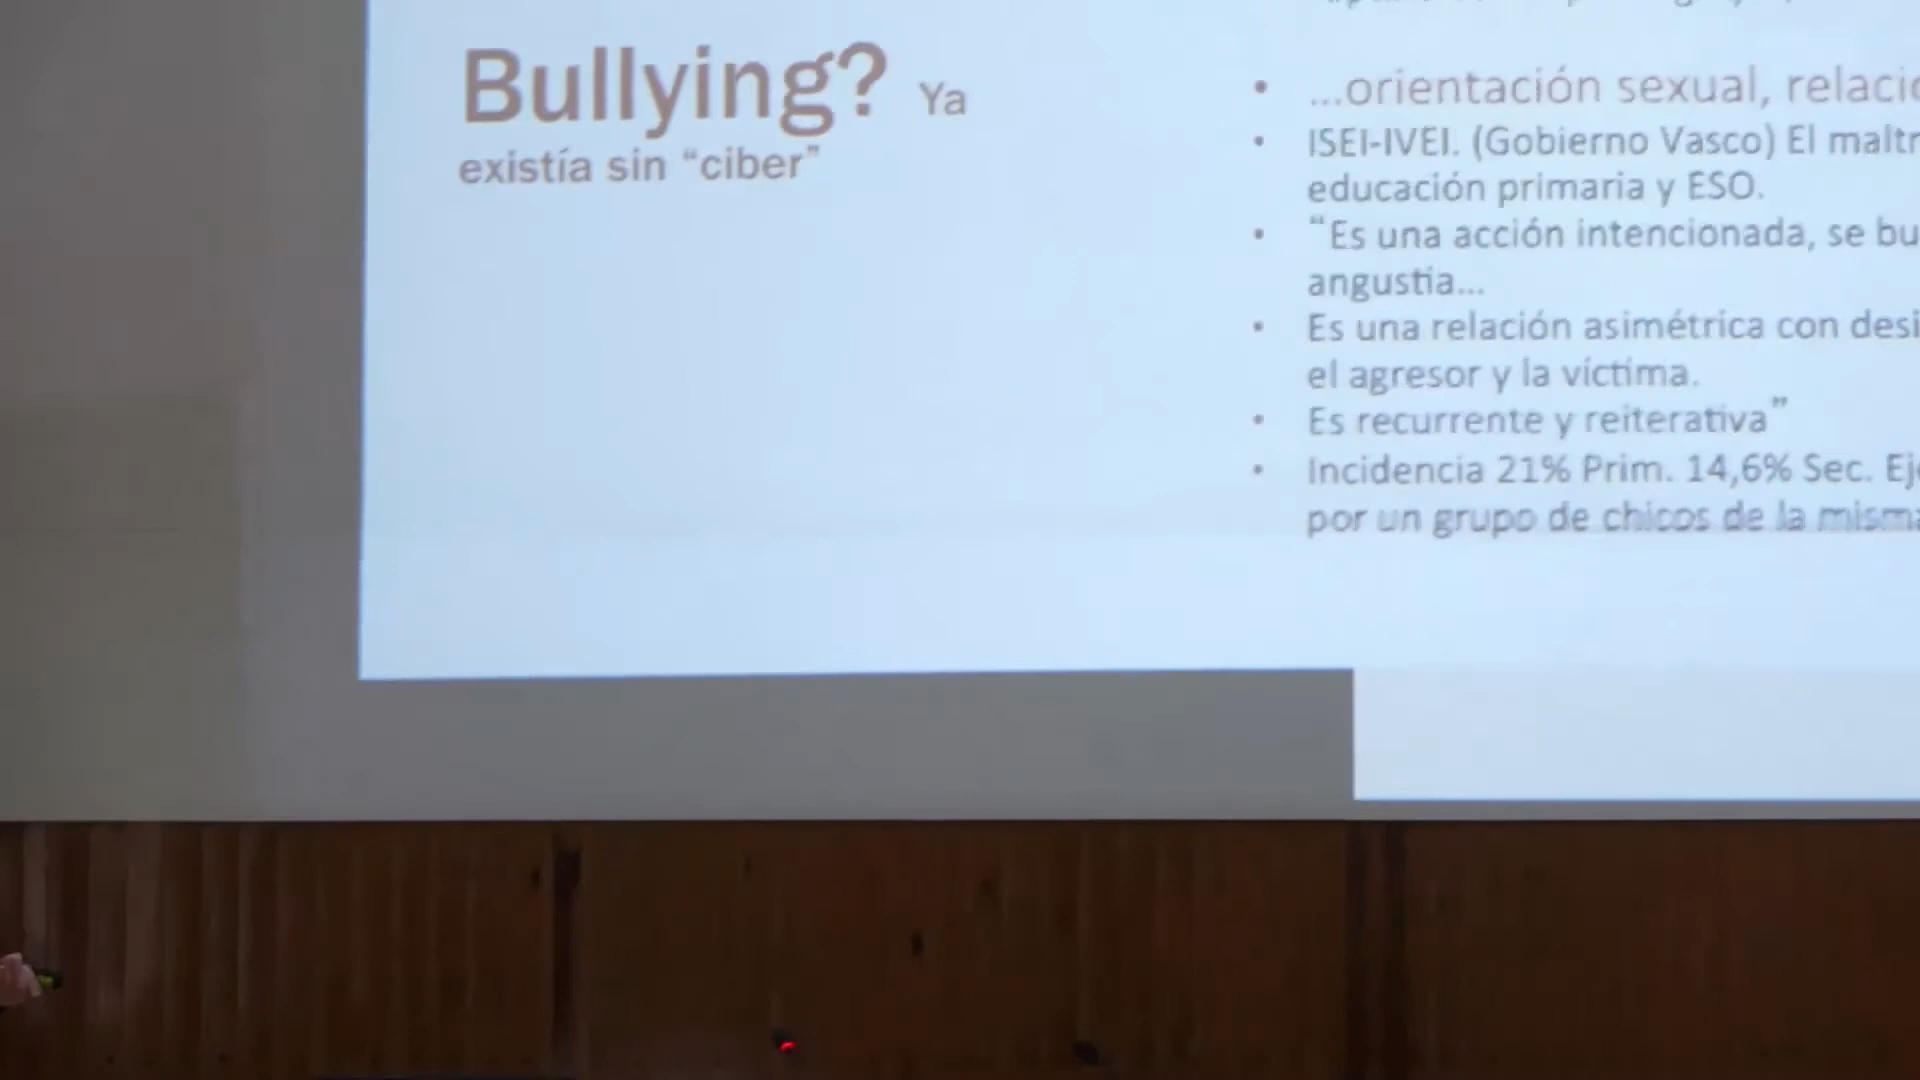 Bullying? Ya
existía sin “ciber”
• ...orientación sexual,
• ISEI-IVEI. (Gobierno Vasco) El
educación primaria y ESO.
• “Es una acción intencionada, se
angustia...
• Es una relación asimétrica con
el agresor y la víctima.
• Es recurrente y reiterativa”
• Incidencia 21% Prim. 14,6% Sec.
por un grupo de chicos de la